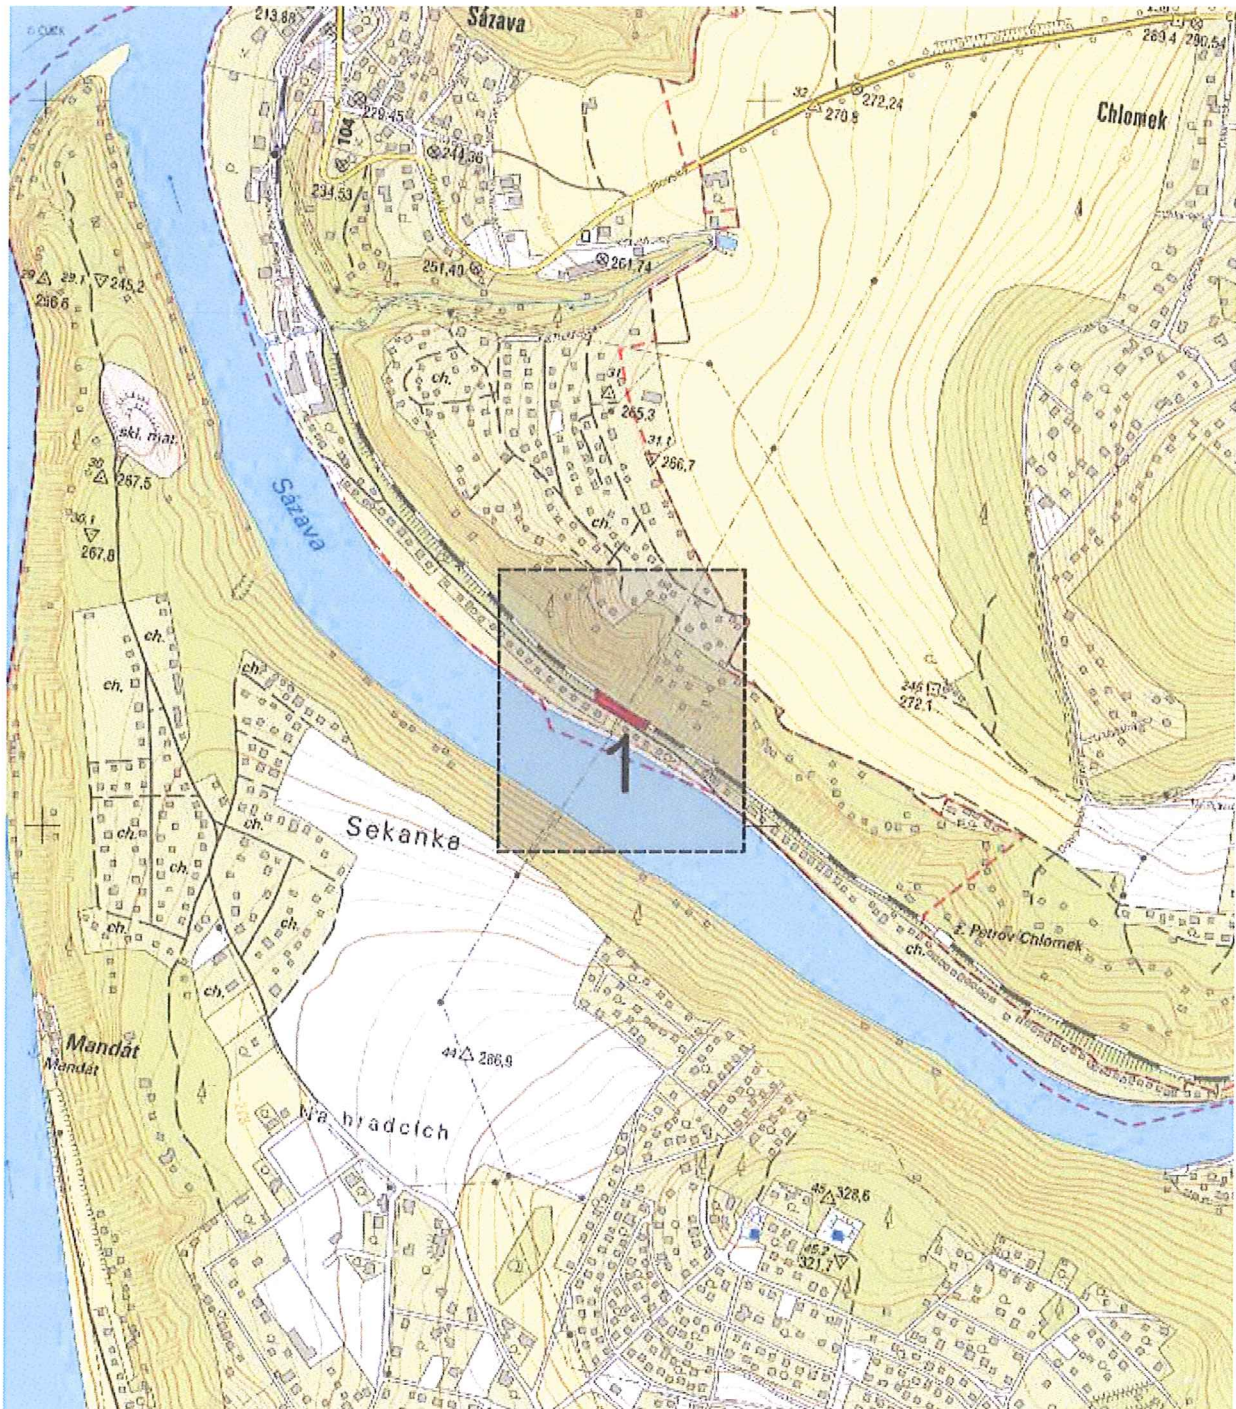 213,88
Sázava
© ČÚZK
269,4 290,54
32 270,8
272,24
Chlomek
229,45
104
241,36
234,53
251,40
261,74
29 266,6
29.1 245,2
ch.
31 265,3
skl. mat.
31.1 266,7
30 267,5
Sázava
ch.
30.1 267,8
ch.
ch.
ch.
246 272,1
1
Sekanka
ch.
ch.
ch.
ch.
ch.
ch.
ž. Petrov-Chlomek
ch.
ch.
Mandát
Mandát
44 286,9
Na hradcích
45 328,6
45.2 321,7